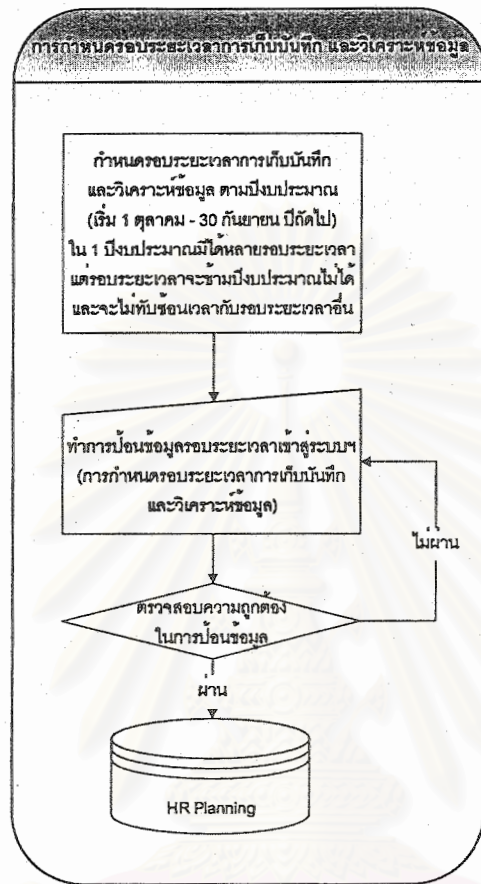 การกำหนดรอบระยะเวลาการเก็บบันทึก และวิเคราะห์ข้อมูล
กำหนดรอบระยะเวลาการเก็บบันทึก
และวิเคราะห์ข้อมูล ตามปีงบประมาณ
(เริ่ม 1 ตุลาคม - 30 กันยายน ปีถัดไป)
ใน 1 ปีงบประมาณมีได้หลายรอบระยะเวลา
แต่รอบระยะเวลาจะข้ามปีงบประมาณไม่ได้
และจะไม่ทับซ้อนเวลากับรอบระยะเวลาอื่น
ทำการป้อนข้อมูลรอบระยะเวลาเข้าสู่ระบบฯ
(การกำหนดรอบระยะเวลาการเก็บบันทึก
และวิเคราะห์ข้อมูล)
ไม่ผ่าน
ตรวจสอบความถูกต้อง
ในการป้อนข้อมูล
ผ่าน
HR Planning